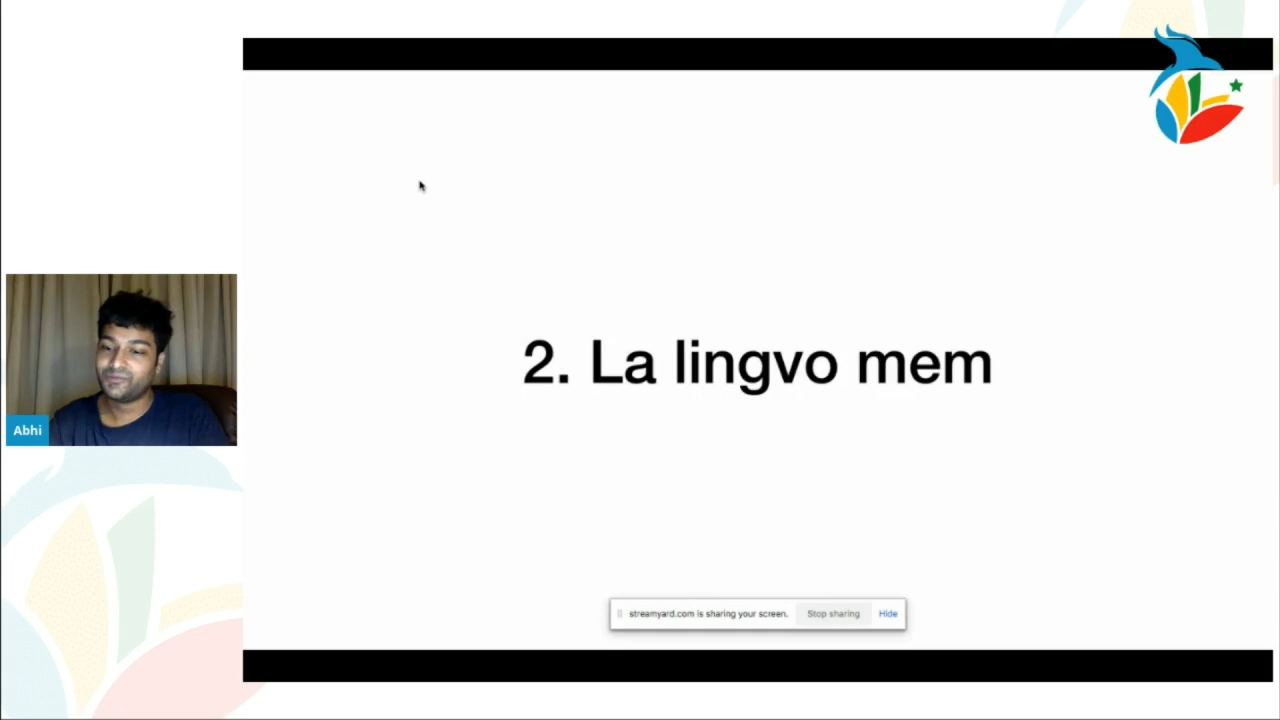 2. La lingvo mem
Abhi
streamyard.com is sharing your screen. Stop sharing Hide